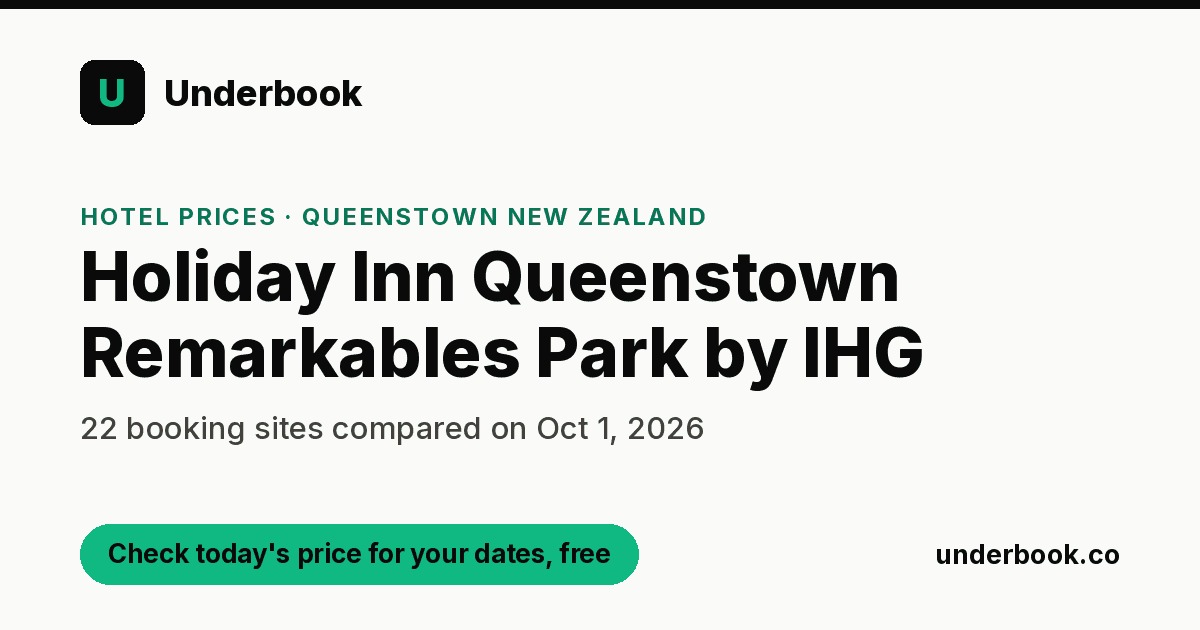 U Underbook
HOTEL PRICES · QUEENSTOWN NEW ZEALAND
Holiday Inn Queenstown
Remarkables Park by IHG
22 booking sites compared on Oct 1, 2026
Check today's price for your dates, free
underbook.co